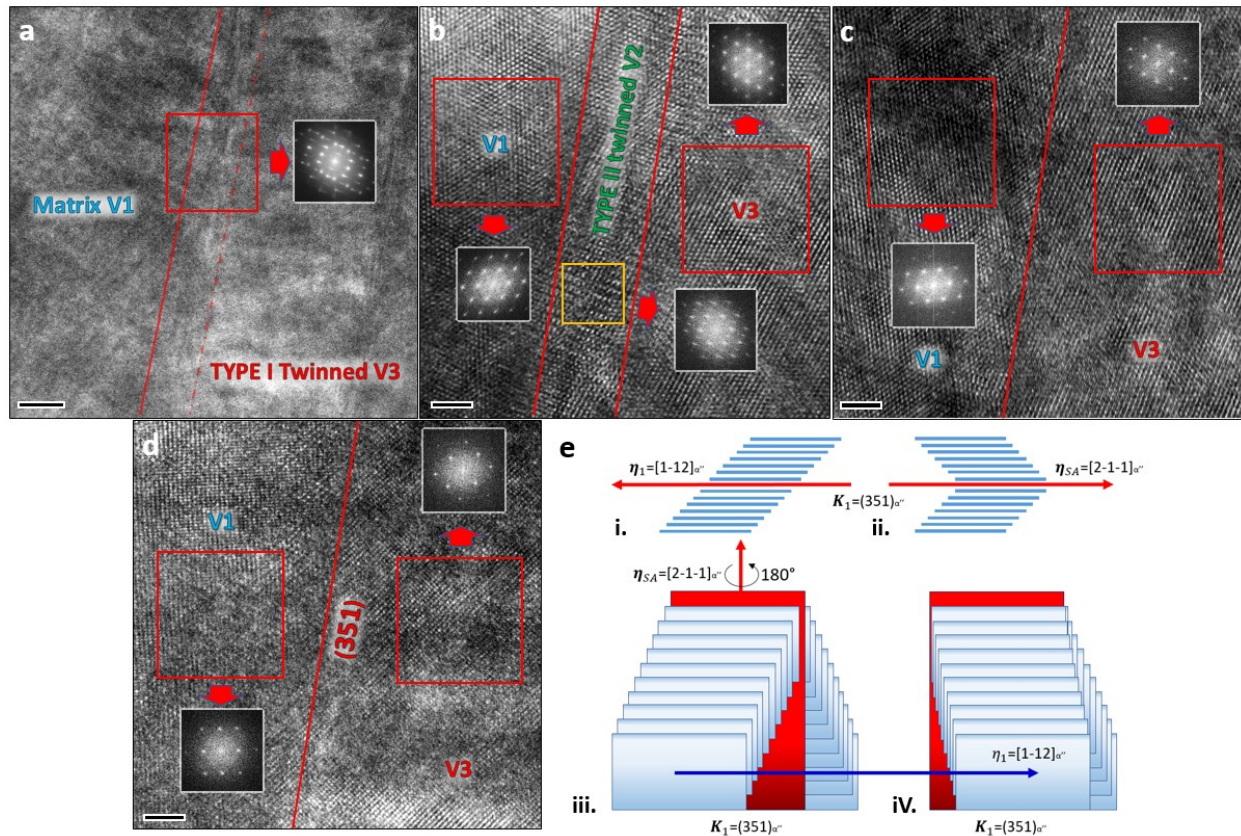 a
Matrix V1
TYPE I Twinned V3
b
V1
TYPE II twinned V2
V3
c
V1
V3
d
V1
(351)
V3
e
η₁=[1-12]α''
K₁=(351)α''
i.
η_SA=[2-1-1]α''
ii.
η_SA=[2-1-1]α''
180°
η₁=[1-12]α''
iii.
K₁=(351)α''
iV.
K₁=(351)α''